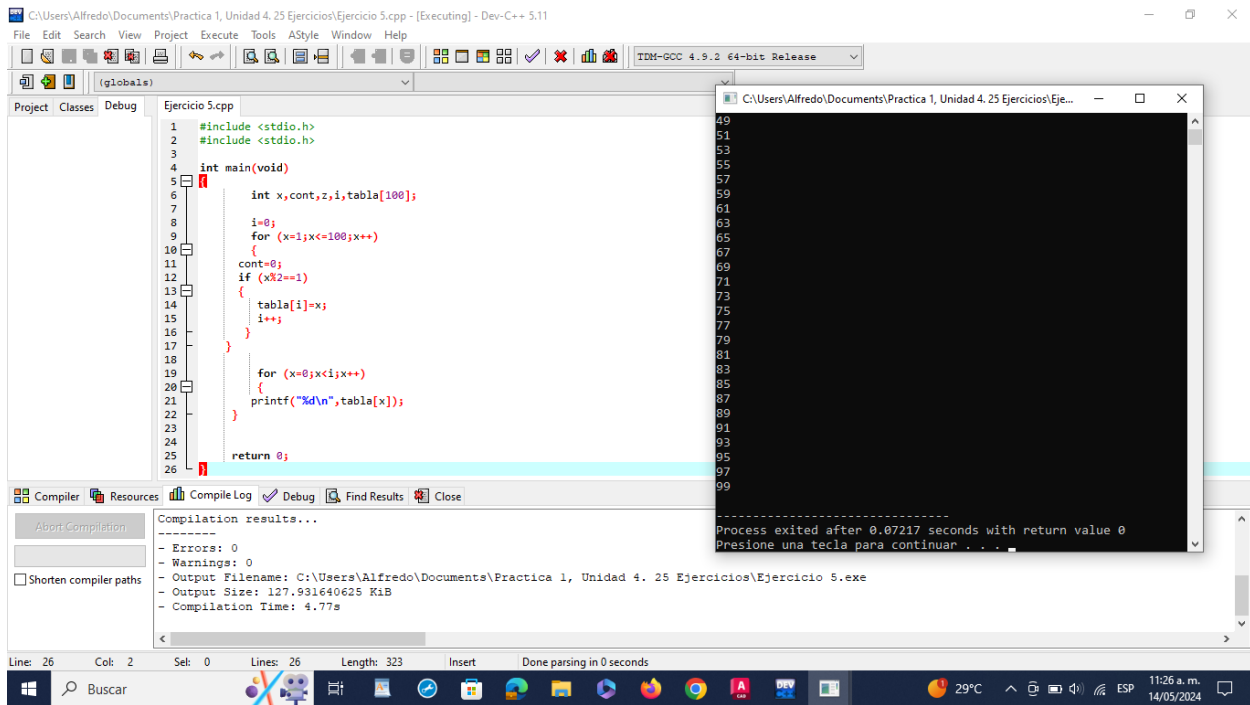 C:\Users\Alfredo\Documents\Practica 1, Unidad 4. 25 Ejercicios\Ejercicio 5.cpp - [Executing] - Dev-C++ 5.11
File Edit Search View Project Execute Tools AStyle Window Help
TDM-GCC 4.9.2 64-bit Release
(globals)
Project Classes Debug
Ejercicio 5.cpp
1 #include <stdio.h>
2 #include <stdio.h>
3
4 int main(void)
5 {
6 int x,cont,z,i,tabla[100];
7
8 i=0;
9 for (x=1;x<=100;x++)
10 {
11 cont=0;
12 if (x%2==1)
13 {
14 tabla[i]=x;
15 i++;
16 }
17 }
18
19 for (x=0;x<i;x++)
20 {
21 printf("%d\n",tabla[x]);
22 }
23
24
25 return 0;
26 }
C:\Users\Alfredo\Documents\Practica 1, Unidad 4. 25 Ejercicios\Eje...
49
51
53
55
57
59
61
63
65
67
69
71
73
75
77
79
81
83
85
87
89
91
93
95
97
99
--------------------------------
Process exited after 0.07217 seconds with return value 0
Presione una tecla para continuar . . .
Compiler Resources Compile Log Debug Find Results Close
Abort Compilation
Shorten compiler paths
Compilation results...
--------
- Errors: 0
- Warnings: 0
- Output Filename: C:\Users\Alfredo\Documents\Practica 1, Unidad 4. 25 Ejercicios\Ejercicio 5.exe
- Output Size: 127.931640625 KiB
- Compilation Time: 4.77s
Line: 26 Col: 2 Sel: 0 Lines: 26 Length: 323 Insert Done parsing in 0 seconds
Buscar
DEV
29°C
ESP
11:26 a. m.
14/05/2024